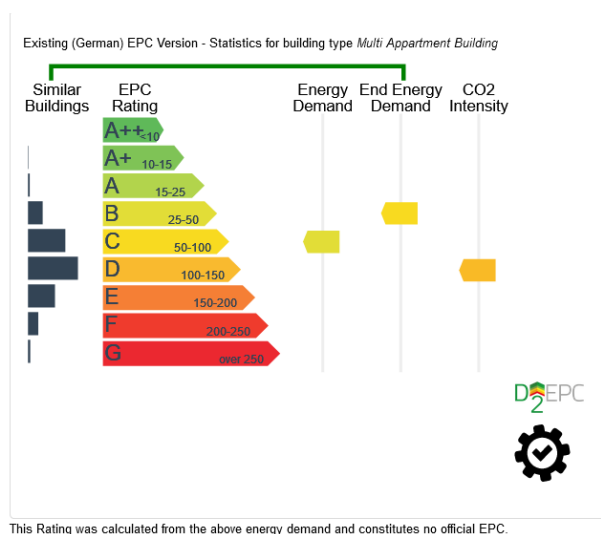 Existing (German) EPC Version - Statistics for building type Multi Appartment Building
Similar Buildings
EPC Rating
Energy Demand
End Energy Demand
CO2 Intensity
A++ <10
A+ 10-15
A 15-25
B 25-50
C 50-100
D 100-150
E 150-200
F 200-250
G over 250
D2EPC
This Rating was calculated from the above energy demand and constitutes no official EPC.